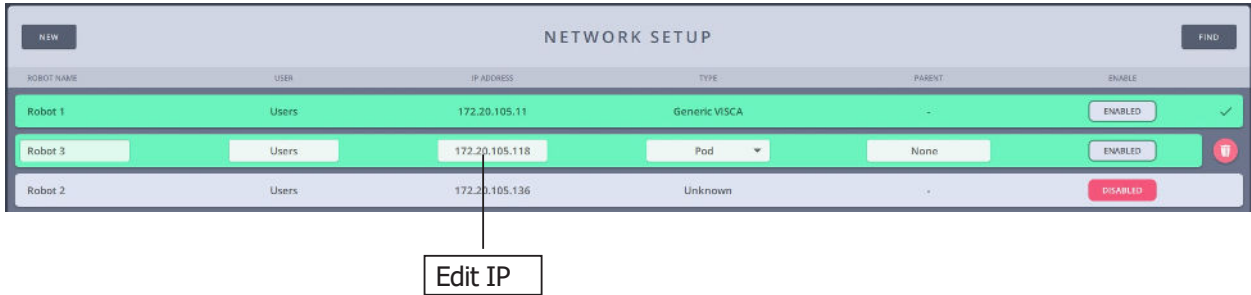 NEW NETWORK SETUP FIND
ROBOT NAME USER IP ADDRESS TYPE PARENT ENABLE
Robot 1 Users 172.20.105.11 Generic VISCA - ENABLED
Robot 3 Users 172.20.105.118 Pod None ENABLED
Robot 2 Users 172.20.105.136 Unknown - DISABLED
Edit IP